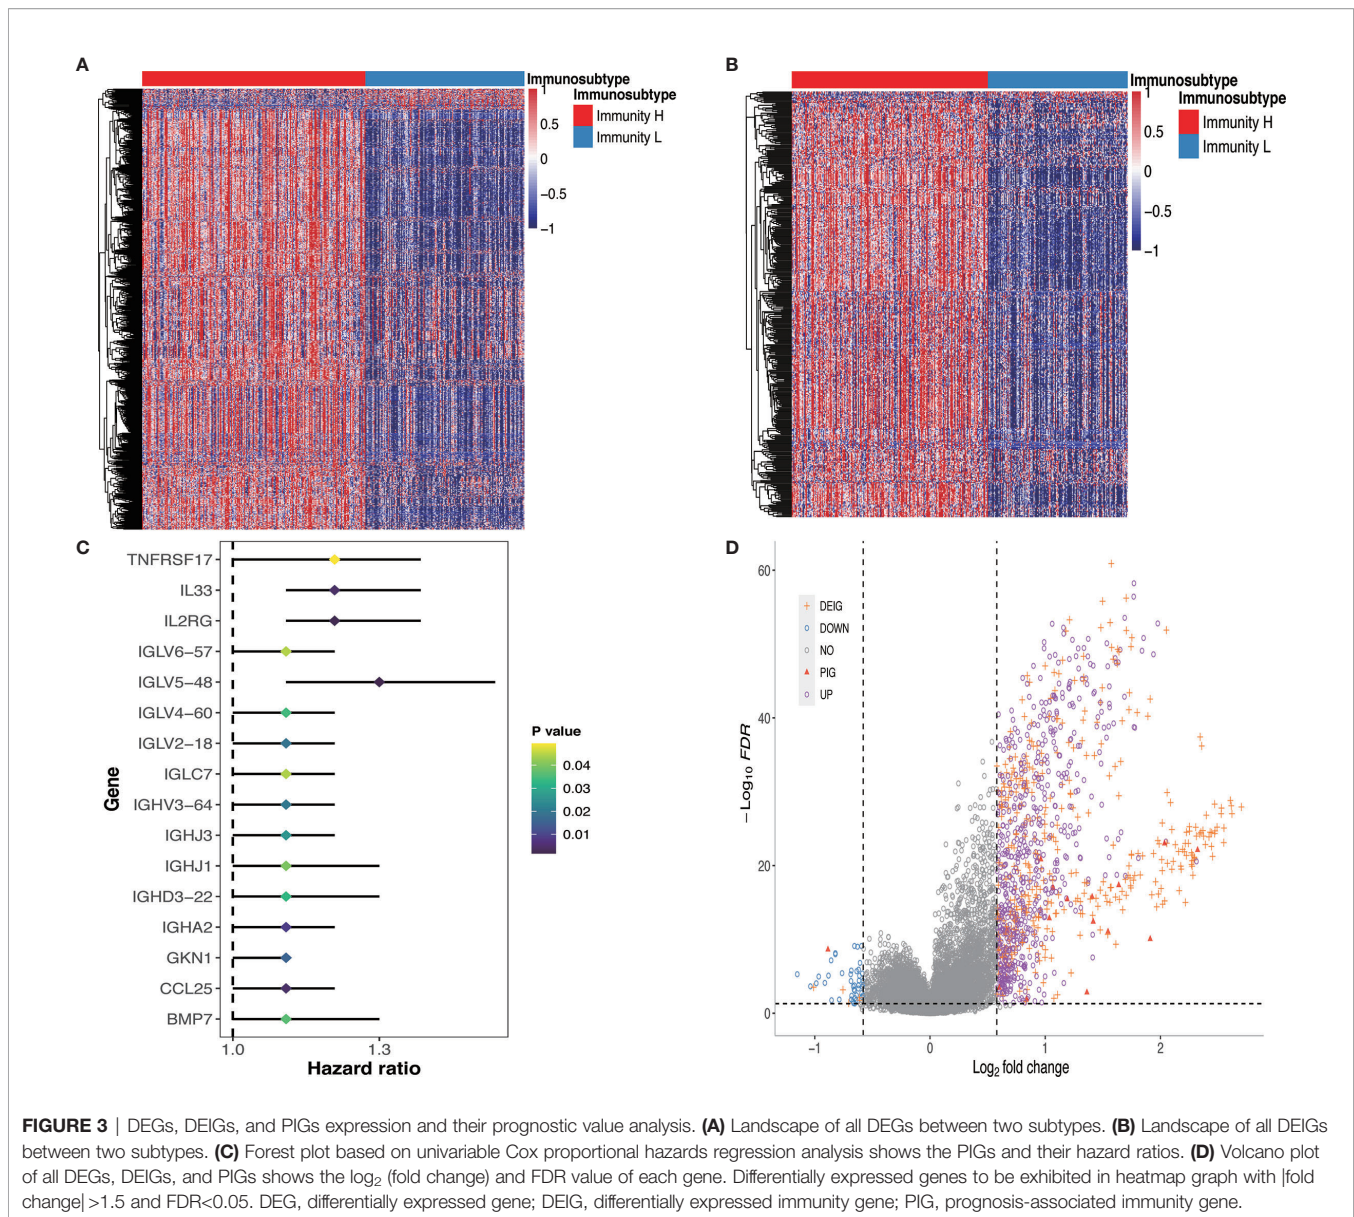 A
Immunosubtype
1
0.5
0
−0.5
−1
Immunosubtype
Immunity H
Immunity L
B
Immunosubtype
1
0.5
0
−0.5
−1
Immunosubtype
Immunity H
Immunity L
C
Gene
TNFRSF17
IL33
IL2RG
IGLV6−57
IGLV5−48
IGLV4−60
IGLV2−18
IGLC7
IGHV3−64
IGHJ3
IGHJ1
IGHD3−22
IGHA2
GKN1
CCL25
BMP7
1.0
1.3
Hazard ratio
P value
0.04
0.03
0.02
0.01
D
−Log10 FDR
60
40
20
0
DEIG
DOWN
NO
PIG
UP
−1
0
1
2
Log2 fold change
FIGURE 3 | DEGs, DEIGs, and PIGs expression and their prognostic value analysis. (A) Landscape of all DEGs between two subtypes. (B) Landscape of all DEIGs
between two subtypes. (C) Forest plot based on univariable Cox proportional hazards regression analysis shows the PIGs and their hazard ratios. (D) Volcano plot
of all DEGs, DEIGs, and PIGs shows the log2 (fold change) and FDR value of each gene. Differentially expressed genes to be exhibited in heatmap graph with |fold
change| >1.5 and FDR<0.05. DEG, differentially expressed gene; DEIG, differentially expressed immunity gene; PIG, prognosis-associated immunity gene.